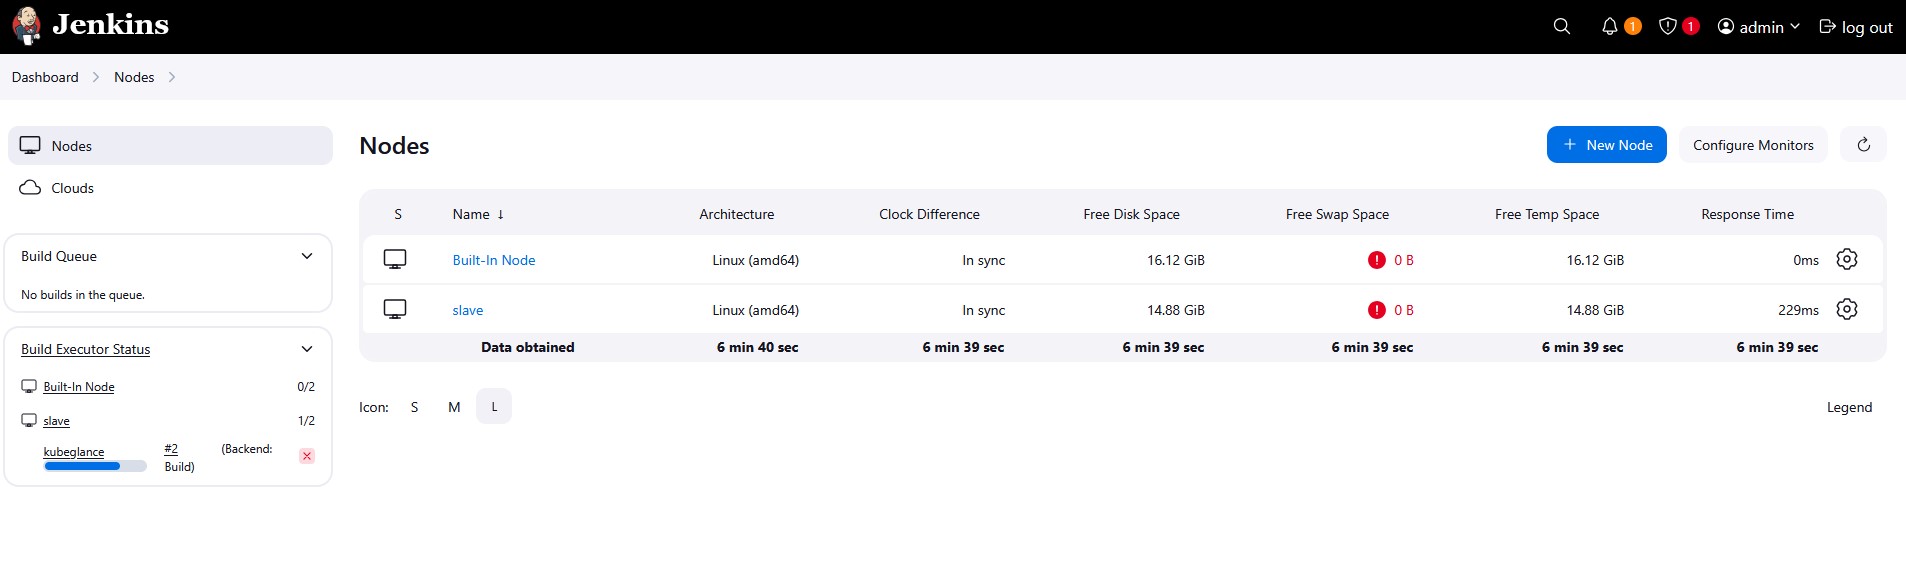 Jenkins
1
1
admin
log out
Dashboard
Nodes
Nodes
Clouds
Build Queue
No builds in the queue.
Build Executor Status
Built-In Node 0/2
slave 1/2
kubeglance #2 (Backend:
Build)
Nodes
+ New Node
Configure Monitors
S Name ↓ Architecture Clock Difference Free Disk Space Free Swap Space Free Temp Space Response Time
Built-In Node Linux (amd64) In sync 16.12 GiB 0 B 16.12 GiB 0ms
slave Linux (amd64) In sync 14.88 GiB 0 B 14.88 GiB 229ms
Data obtained 6 min 40 sec 6 min 39 sec 6 min 39 sec 6 min 39 sec 6 min 39 sec 6 min 39 sec
Icon: S M L
Legend